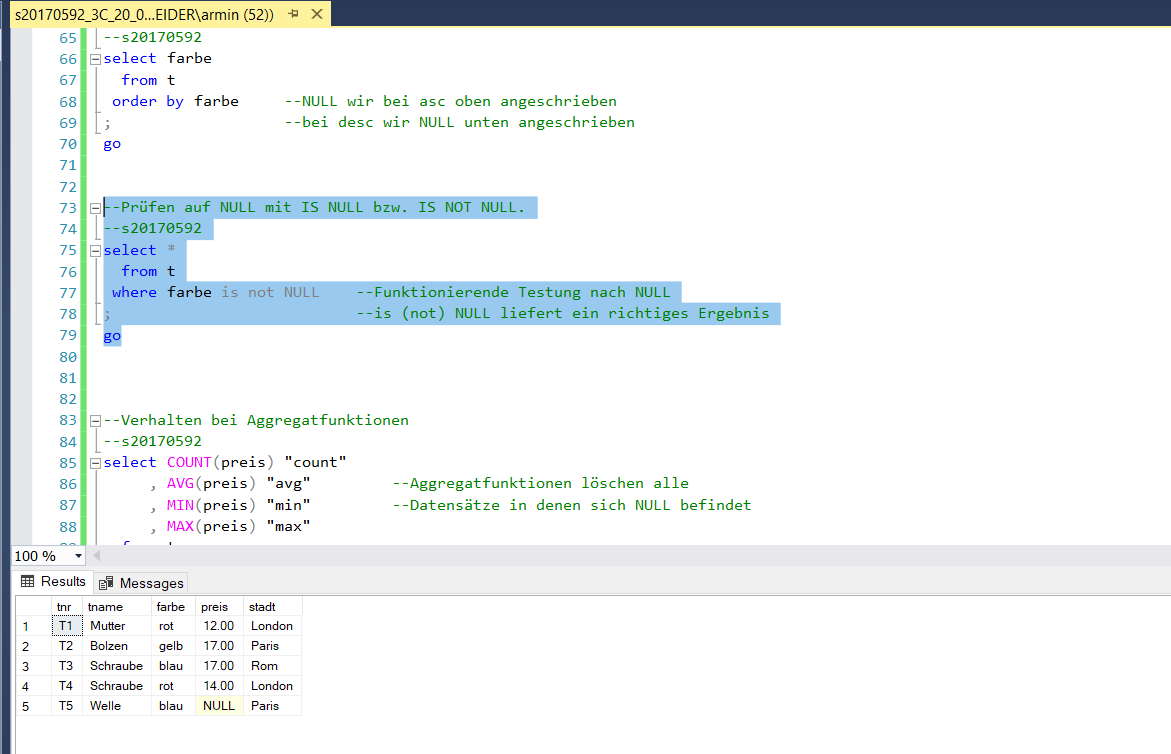 s20170592_3C_20_0...EIDER\armin (52))
65 --s20170592
66 select farbe
67 from t
68 order by farbe --NULL wir bei asc oben angeschrieben
69 ; --bei desc wir NULL unten angeschrieben
70 go
71
72
73 --Prüfen auf NULL mit IS NULL bzw. IS NOT NULL.
74 --s20170592
75 select *
76 from t
77 where farbe is not NULL --Funktionierende Testung nach NULL
78 ; --is (not) NULL liefert ein richtiges Ergebnis
79 go
80
81
82
83 --Verhalten bei Aggregatfunktionen
84 --s20170592
85 select COUNT(preis) "count"
86 , AVG(preis) "avg" --Aggregatfunktionen löschen alle
87 , MIN(preis) "min" --Datensätze in denen sich NULL befindet
88 , MAX(preis) "max"
100 %
Results Messages
tnr tname farbe preis stadt
1 T1 Mutter rot 12.00 London
2 T2 Bolzen gelb 17.00 Paris
3 T3 Schraube blau 17.00 Rom
4 T4 Schraube rot 14.00 London
5 T5 Welle blau NULL Paris